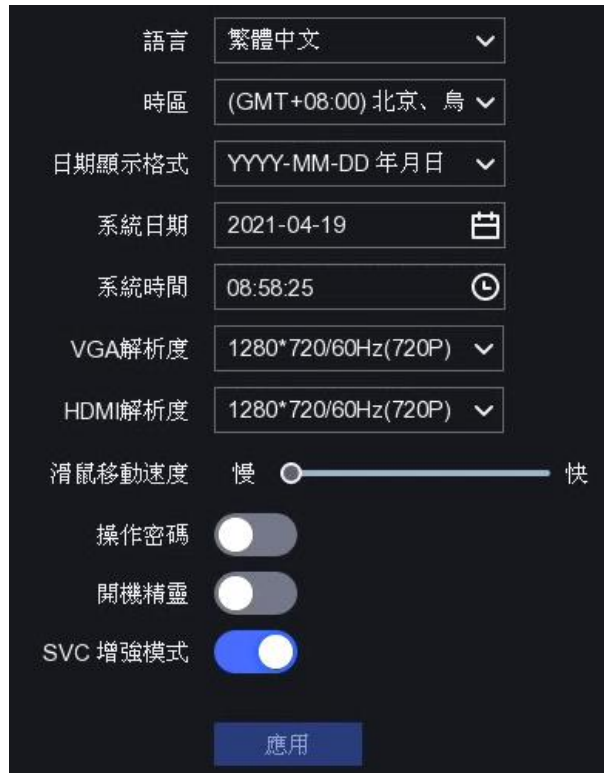 語言 繁體中文
時區 (GMT+08:00) 北京、烏
日期顯示格式 YYYY-MM-DD 年月日
系統日期 2021-04-19
系統時間 08:58:25
VGA解析度 1280*720/60Hz(720P)
HDMI解析度 1280*720/60Hz(720P)
滑鼠移動速度 慢 快
操作密碼
開機精靈
SVC 增強模式
應用